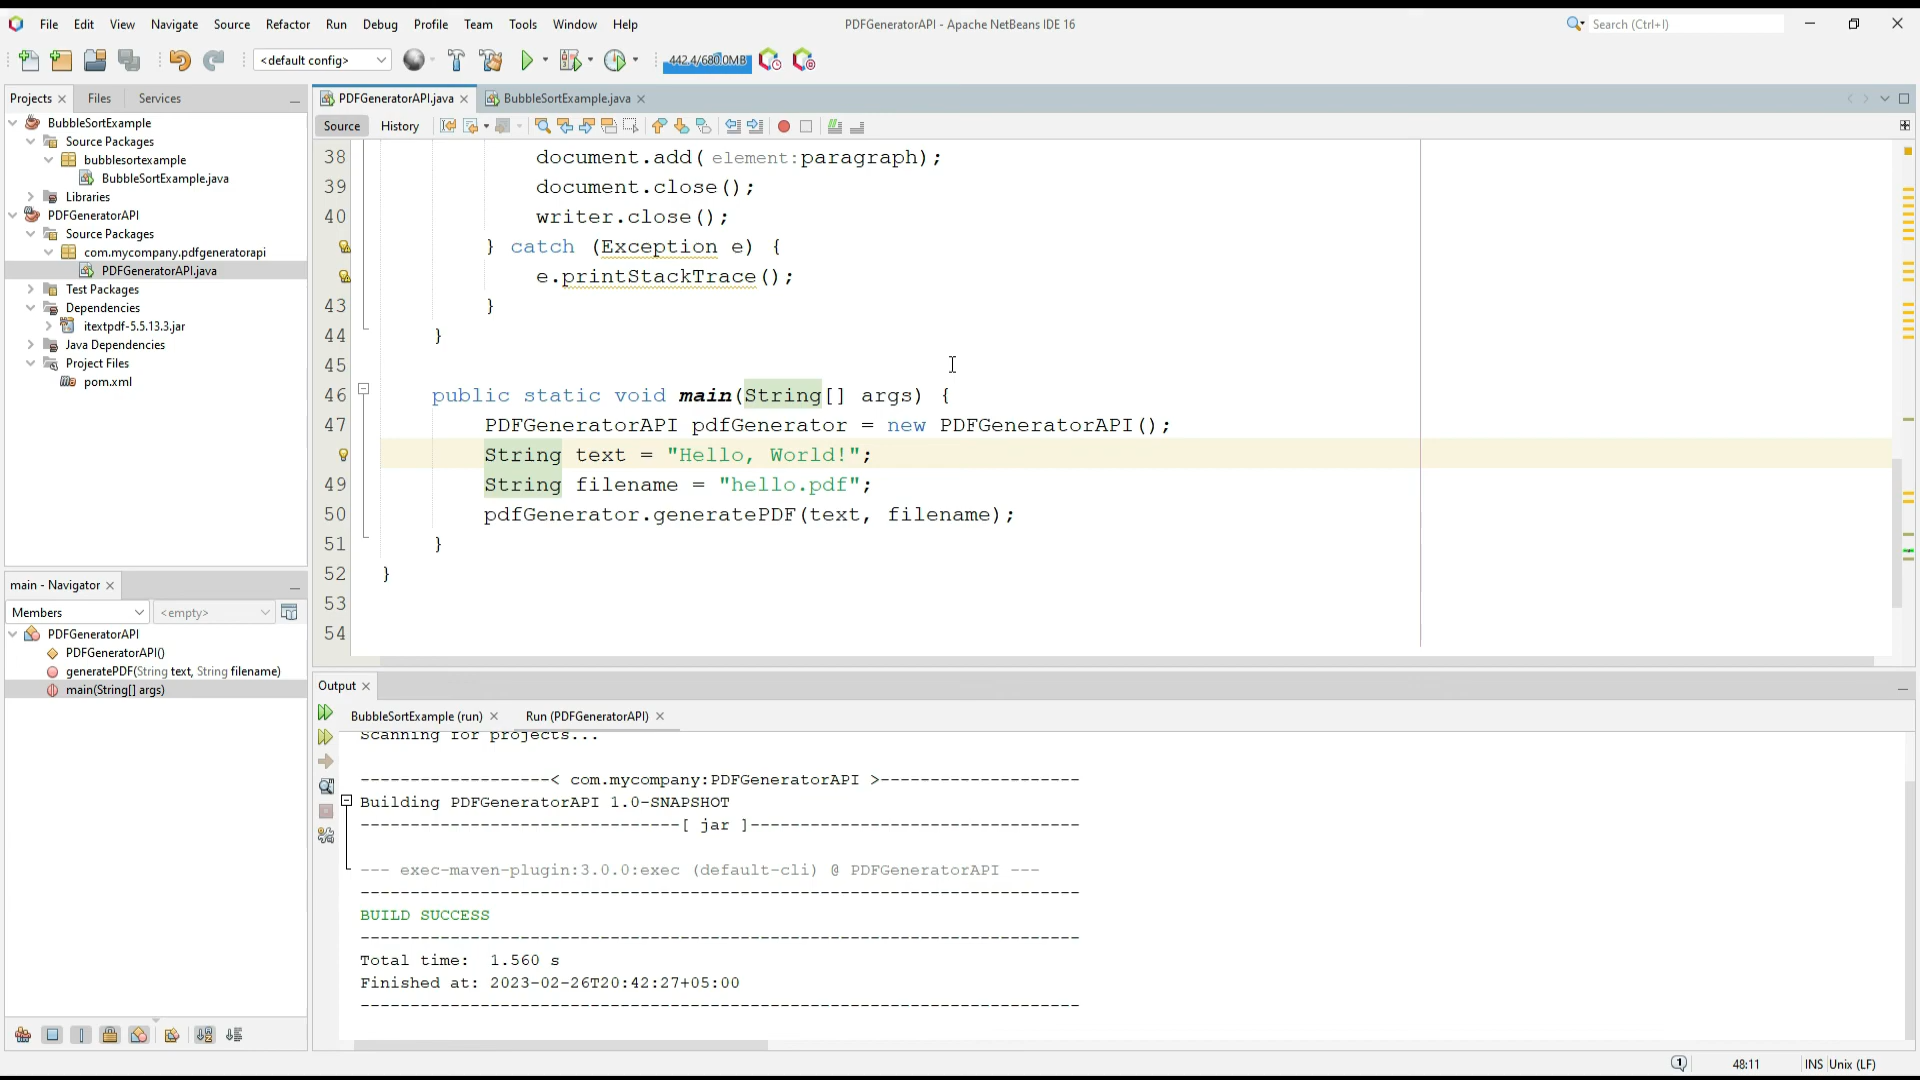 File Edit View Navigate Source Refactor Run Debug Profile Team Tools Window Help
PDFGeneratorAPI - Apache NetBeans IDE 16
Search (Ctrl+I)
<default config>
442.4/680.0MB
Projects Files Services
BubbleSortExample
Source Packages
bubblesortexample
BubbleSortExample.java
Libraries
PDFGeneratorAPI
Source Packages
com.mycompany.pdfgeneratorapi
PDFGeneratorAPI.java
Test Packages
Dependencies
itextpdf-5.5.13.3.jar
Java Dependencies
Project Files
pom.xml
main - Navigator
Members <empty>
PDFGeneratorAPI
PDFGeneratorAPI()
generatePDF(String text, String filename)
main(String[] args)
PDFGeneratorAPI.java BubbleSortExample.java
Source History
38 document.add( element:paragraph);
39 document.close();
40 writer.close();
} catch (Exception e) {
e.printStackTrace();
43 }
44 }
45
46 public static void main(String[] args) {
47 PDFGeneratorAPI pdfGenerator = new PDFGeneratorAPI();
String text = "Hello, World!";
49 String filename = "hello.pdf";
50 pdfGenerator.generatePDF(text, filename);
51 }
52 }
53
54
Output
BubbleSortExample (run) Run (PDFGeneratorAPI)
Scanning for projects...
-------------------< com.mycompany:PDFGeneratorAPI >--------------------
Building PDFGeneratorAPI 1.0-SNAPSHOT
--------------------------------[ jar ]---------------------------------
--- exec-maven-plugin:3.0.0:exec (default-cli) @ PDFGeneratorAPI ---
------------------------------------------------------------------------
BUILD SUCCESS
------------------------------------------------------------------------
Total time:  1.560 s
Finished at: 2023-02-26T20:42:27+05:00
------------------------------------------------------------------------
1 48:11 INS Unix (LF)